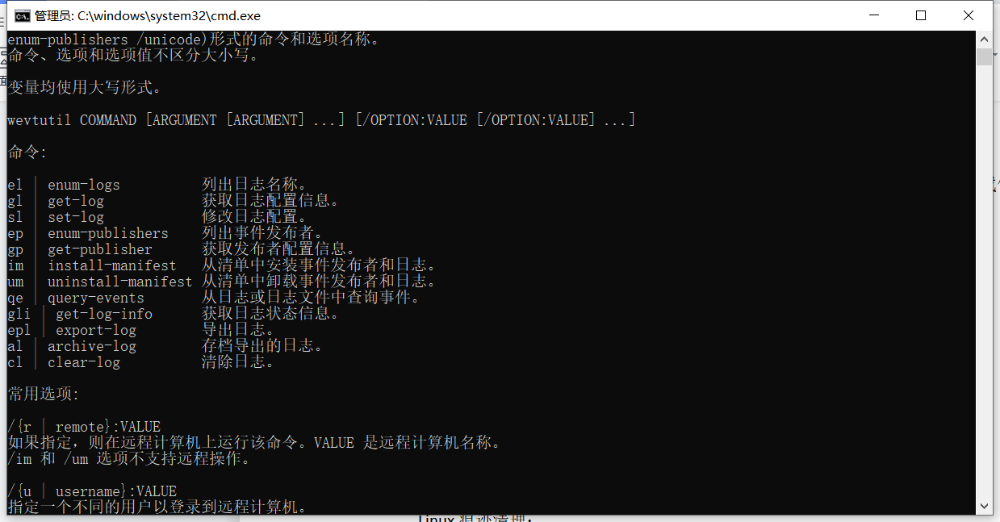 管理员: C:\windows\system32\cmd.exe
enum-publishers /unicode)形式的命令和选项名称。
命令、选项和选项值不区分大小写。
变量均使用大写形式。
wevtutil COMMAND [ARGUMENT [ARGUMENT] ...] [/OPTION:VALUE [/OPTION:VALUE] ...]
命令:
el | enum-logs 列出日志名称。
gl | get-log 获取日志配置信息。
sl | set-log 修改日志配置。
ep | enum-publishers 列出事件发布者。
gp | get-publisher 获取发布者配置信息。
im | install-manifest 从清单中安装事件发布者和日志。
um | uninstall-manifest 从清单中卸载事件发布者和日志。
qe | query-events 从日志或日志文件中查询事件。
gli | get-log-info 获取日志状态信息。
epl | export-log 导出日志。
al | archive-log 存档导出的日志。
cl | clear-log 清除日志。
常用选项:
/{r | remote}:VALUE
如果指定，则在远程计算机上运行该命令。VALUE 是远程计算机名称。
/im 和 /um 选项不支持远程操作。
/{u | username}:VALUE
指定一个不同的用户以登录到远程计算机。
Linux 痕迹清理：